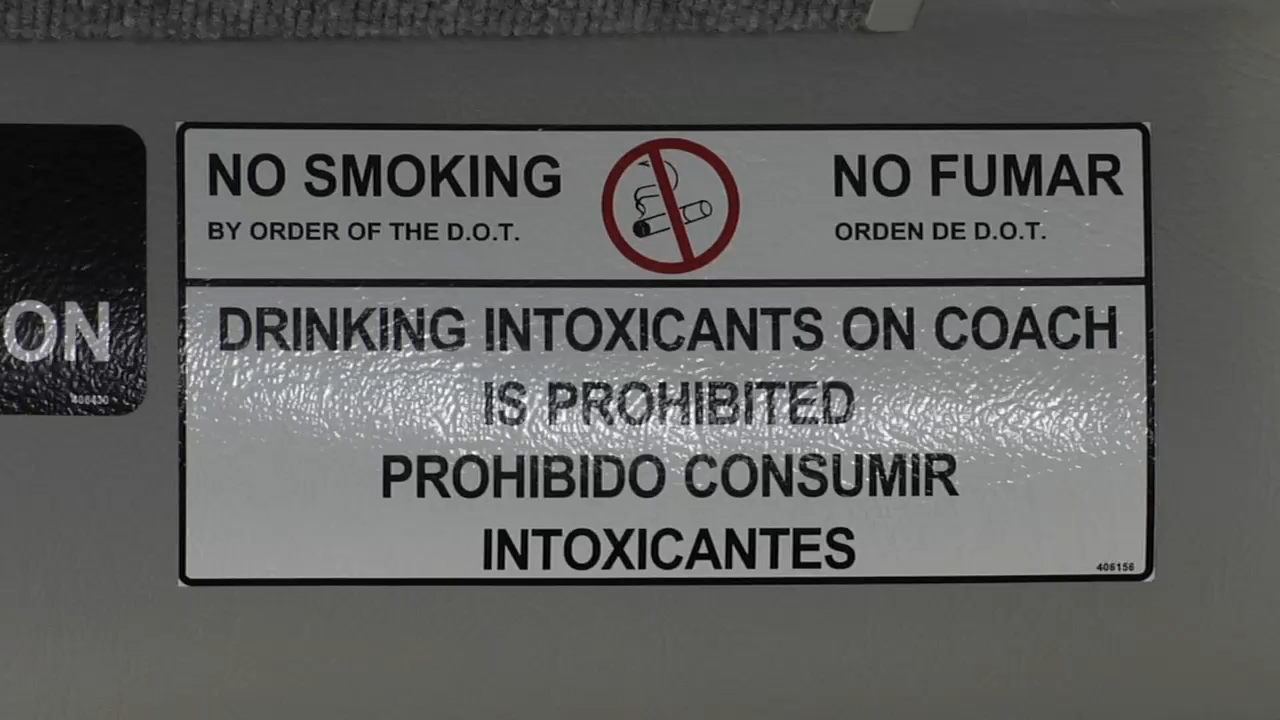 NO SMOKING
BY ORDER OF THE D.O.T.
NO FUMAR
ORDEN DE D.O.T.
DRINKING INTOXICANTS ON COACH
IS PROHIBITED
PROHIBIDO CONSUMIR
INTOXICANTES
406156
ON